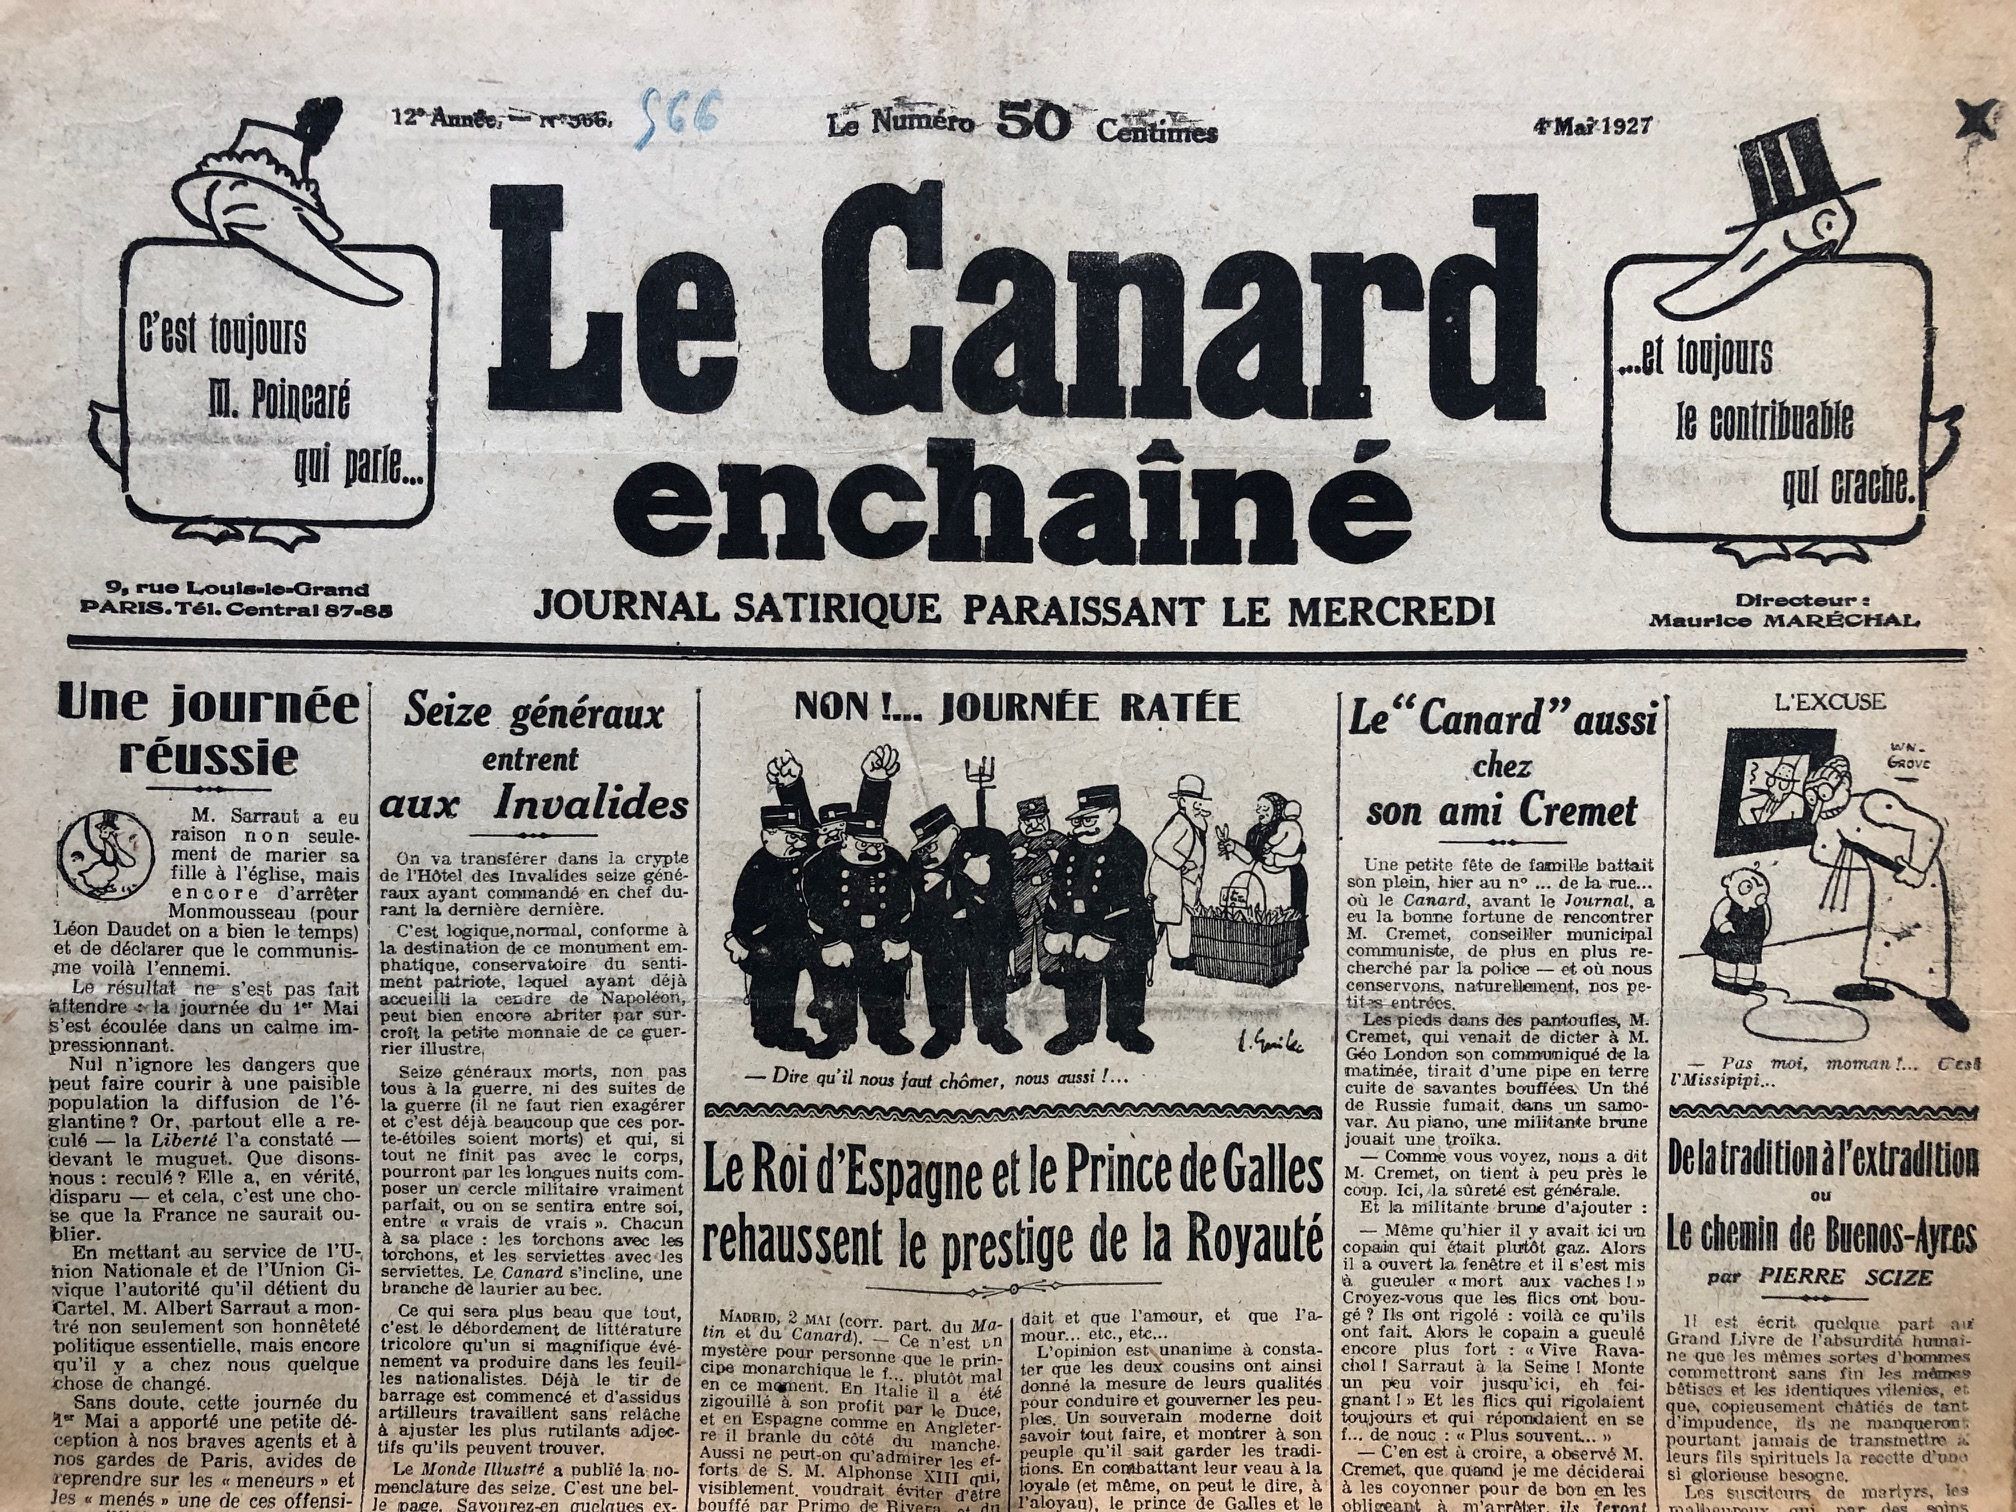 12e Année. — N° 566.
566
Le Numéro 50 Centimes
4 Mai 1927
C'est toujours
M. Poincaré
qui parle...
Le Canard
enchaîné
...et toujours
le contribuable
qui crache.
9, rue Louis-le-Grand
PARIS. Tél. Central 87-88
JOURNAL SATIRIQUE PARAISSANT LE MERCREDI
Directeur :
Maurice MARÉCHAL
Une journée
réussie
M. Sarraut a eu
raison non seule-
ment de marier sa
fille à l'église, mais
encore d'arrêter
Monmousseau (pour
Léon Daudet on a bien le temps)
et de déclarer que le communis-
me voilà l'ennemi.
Le résultat ne s'est pas fait
attendre : la journée du 1er Mai
s'est écoulée dans un calme im-
pressionnant.
Nul n'ignore les dangers que
peut faire courir à une paisible
population la diffusion de l'é-
glantine ? Or, partout elle a re-
culé — la Liberté l'a constaté —
devant le muguet. Que disons-
nous : reculé ? Elle a, en vérité,
disparu — et cela, c'est une cho-
se que la France ne saurait ou-
blier.
En mettant au service de l'U-
nion Nationale et de l'Union Ci-
vique l'autorité qu'il détient du
Cartel, M. Albert Sarraut a mon-
tré non seulement son honnêteté
politique essentielle, mais encore
qu'il y a chez nous quelque
chose de changé.
Sans doute, cette journée du
1er Mai a apporté une petite dé-
ception à nos braves agents et à
nos gardes de Paris, avides de
reprendre sur les « meneurs » et
les « menés » une de ces offensi-
Seize généraux
entrent
aux Invalides
On va transférer dans la crypte
de l'Hôtel des Invalides seize géné-
raux ayant commandé en chef du-
rant la dernière dernière.
C'est logique,normal, conforme à
la destination de ce monument em-
phatique, conservatoire du senti-
ment patriote, lequel ayant déjà
accueilli la cendre de Napoléon,
peut bien encore abriter par sur-
croît la petite monnaie de ce guer-
rier illustre.
Seize généraux morts, non pas
tous à la guerre, ni des suites de
la guerre (il ne faut rien exagérer
et c'est déjà beaucoup que ces por-
te-étoiles soient morts) et qui, si
tout ne finit pas avec le corps,
pourront par les longues nuits com-
poser un cercle militaire vraiment
parfait, ou on se sentira entre soi,
entre « vrais de vrais ». Chacun
à sa place : les torchons avec les
torchons, et les serviettes avec les
serviettes. Le Canard s'incline, une
branche de laurier au bec.
Ce qui sera plus beau que tout,
c'est le débordement de littérature
tricolore qu'un si magnifique évé-
nement va produire dans les feuil-
les nationalistes. Déjà le tir de
barrage est commencé et d'assidus
artilleurs travaillent sans relâche
à ajuster les plus rutilants adjec-
tifs qu'ils peuvent trouver.
Le Monde Illustré a publié la no-
menclature des seize. C'est une bel-
le page. Savourez-en quelques ex-
NON !... JOURNÉE RATÉE
— Dire qu'il nous faut chômer, nous aussi !...
Le Roi d'Espagne et le Prince de Galles
rehaussent le prestige de la Royauté
MADRID, 2 MAI (corr. part. du Ma-
tin et du Canard). — Ce n'est un
mystère pour personne que le prin-
cipe monarchique le f... plutôt mal
en ce moment. En Italie il a été
zigouillé à son profit par le Duce,
et en Espagne comme en Angleter-
re il branle du côté du manche.
Aussi ne peut-on qu'admirer les ef-
forts de S. M. Alphonse XIII qui,
visiblement, voudrait éviter d'être
bouffé par Primo de Rivera et du
dait et que l'amour, et que l'a-
mour... etc., etc...
L'opinion est unanime à consta-
ter que les deux cousins ont ainsi
donné la mesure de leurs qualités
pour conduire et gouverner les peu-
ples. Un souverain moderne doit
savoir tout faire, et montrer à son
peuple qu'il sait garder les tradi-
tions. En combattant leur veau à la
loyale (et même, on peut le dire, à
l'aloyau), le prince de Galles et le
Le "Canard" aussi
chez
son ami Cremet
Une petite fête de famille battait
son plein, hier au n° ... de la rue...
où le Canard, avant le Journal, a
eu la bonne fortune de rencontrer
M. Cremet, conseiller municipal
communiste, de plus en plus re-
cherché par la police — et où nous
conservons, naturellement, nos pe-
tites entrées.
Les pieds dans des pantoufles, M.
Cremet, qui venait de dicter à M.
Géo London son communiqué de la
matinée, tirait d'une pipe en terre
cuite de savantes bouffées. Un thé
de Russie fumait dans un samo-
var. Au piano, une militante brune
jouait une troïka.
— Comme vous voyez, nous a dit
M. Cremet, on tient à peu près le
coup. Ici, la sûreté est générale.
Et la militante brune d'ajouter :
— Même qu'hier il y avait ici un
copain qui était plutôt gaz. Alors
il a ouvert la fenêtre et il s'est mis
à gueuler « mort aux vaches ! »
Croyez-vous que les flics ont bou-
gé ? Ils ont rigolé : voilà ce qu'ils
ont fait. Alors le copain a gueulé
encore plus fort : « Vive Rava-
chol ! Sarraut à la Seine ! Monte
un peu voir jusqu'ici, eh fei-
gnant ! » Et les flics qui rigolaient
toujours et qui répondaient en se
f... de nous : « Plus souvent... »
— C'en est à croire, a observé M.
Cremet, que quand je me déciderai
à les coyonner pour de bon en les
obligeant à m'arrêter, ils feront
L'EXCUSE
WN-
GROVE
— Pas moi, moman !... C'est
l'Missipipi...
De la tradition à l'extradition
ou
Le chemin de Buenos-Ayres
par PIERRE SCIZE
Il est écrit quelque part au
Grand Livre de l'absurdité humai-
ne que les mêmes sortes d'hommes
commettront sans fin les mêmes
bêtises et les identiques vilenies, et
que, copieusement châtiés de tant
d'impudence, ils ne manqueront
pourtant jamais de transmettre à
leurs fils spirituels la recette d'une
si glorieuse besogne.
Les susciteurs de martyrs, les